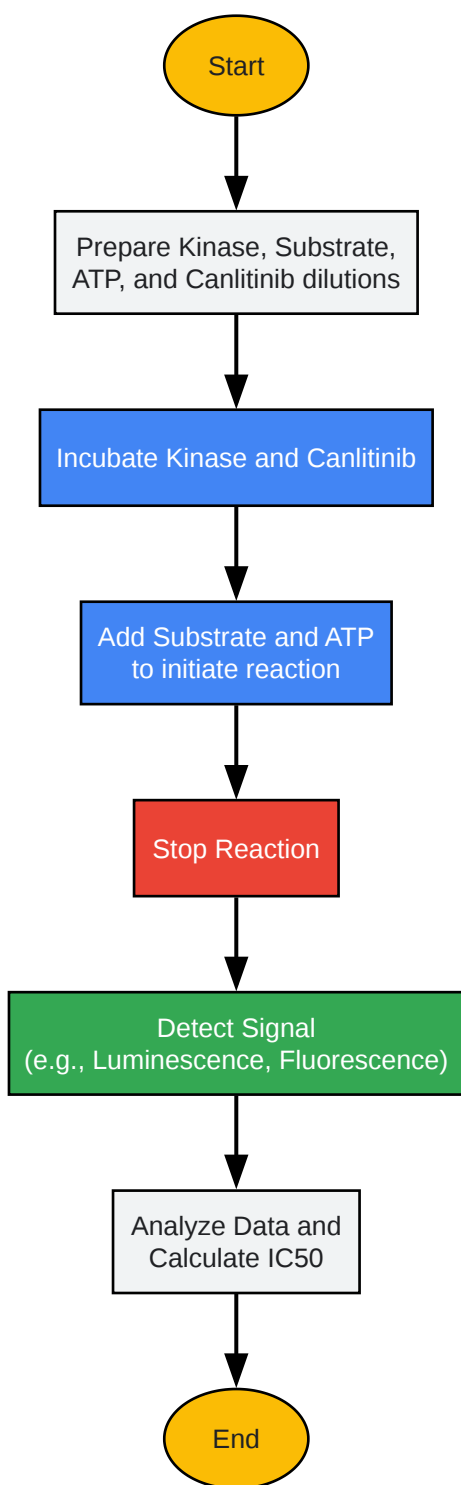 Start
Prepare Kinase, Substrate,
ATP, and Canlitinib dilutions
Incubate Kinase and Canlitinib
Add Substrate and ATP
to initiate reaction
Stop Reaction
Detect Signal
(e.g., Luminescence, Fluorescence)
Analyze Data and
Calculate IC50
End